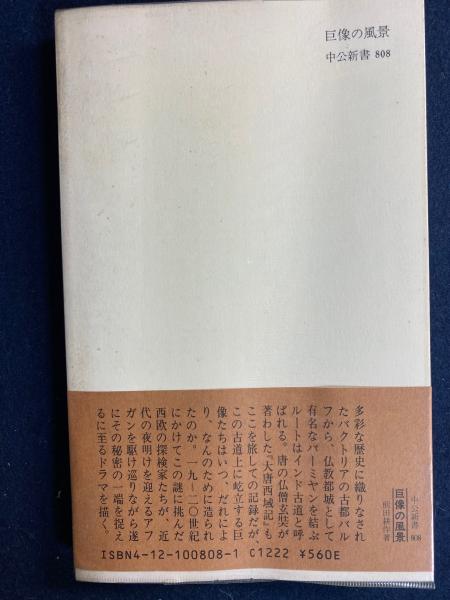 巨像の風景
中公新書 808
多彩な歴史に織りなされ
たバクトリアの古都バル
フから、仏教都城として
有名なバーミヤンを結ぶ
ルートはインド古道と呼
ばれる。唐の仏僧玄奘が
著わした『大唐西域記』も
ここを旅しての記録だが、
この古道上に屹立する巨
像たちはいつ、だれによ
り、なんのために造られ
たのか。一九―二〇世紀
にかけてこの謎に挑んだ
西欧の探検家たちが、近
代の夜明けを迎えるアフ
ガンを駆け巡りながら遂
にその秘密の一端を捉え
るに至るドラマを描く。
中公新書 808
巨像の風景
前田耕作著
ISBN4-12-100808-1 C1222 ¥560E